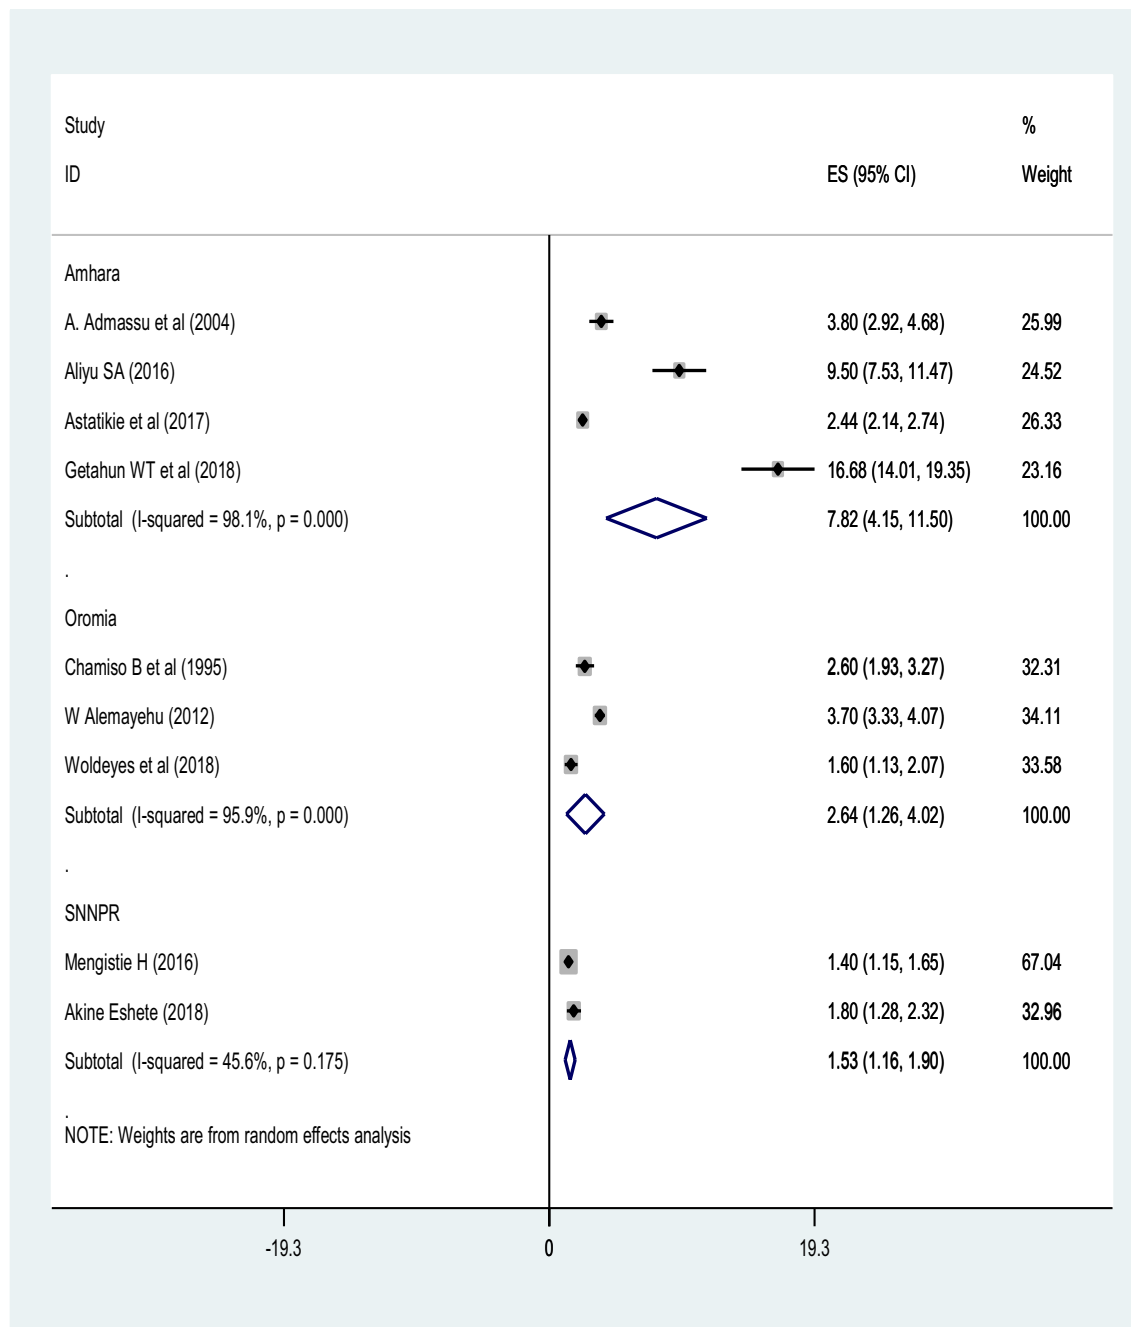 Study %
ID ES (95% CI) Weight
Amhara
A. Admassu et al (2004) 3.80 (2.92, 4.68) 25.99
Aliyu SA (2016) 9.50 (7.53, 11.47) 24.52
Astatikie et al (2017) 2.44 (2.14, 2.74) 26.33
Getahun WT et al (2018) 16.68 (14.01, 19.35) 23.16
Subtotal (I-squared = 98.1%, p = 0.000) 7.82 (4.15, 11.50) 100.00
.
Oromia
Chamiso B et al (1995) 2.60 (1.93, 3.27) 32.31
W Alemayehu (2012) 3.70 (3.33, 4.07) 34.11
Woldeyes et al (2018) 1.60 (1.13, 2.07) 33.58
Subtotal (I-squared = 95.9%, p = 0.000) 2.64 (1.26, 4.02) 100.00
.
SNNPR
Mengistie H (2016) 1.40 (1.15, 1.65) 67.04
Akine Eshete (2018) 1.80 (1.28, 2.32) 32.96
Subtotal (I-squared = 45.6%, p = 0.175) 1.53 (1.16, 1.90) 100.00
.
NOTE: Weights are from random effects analysis
-19.3 0 19.3